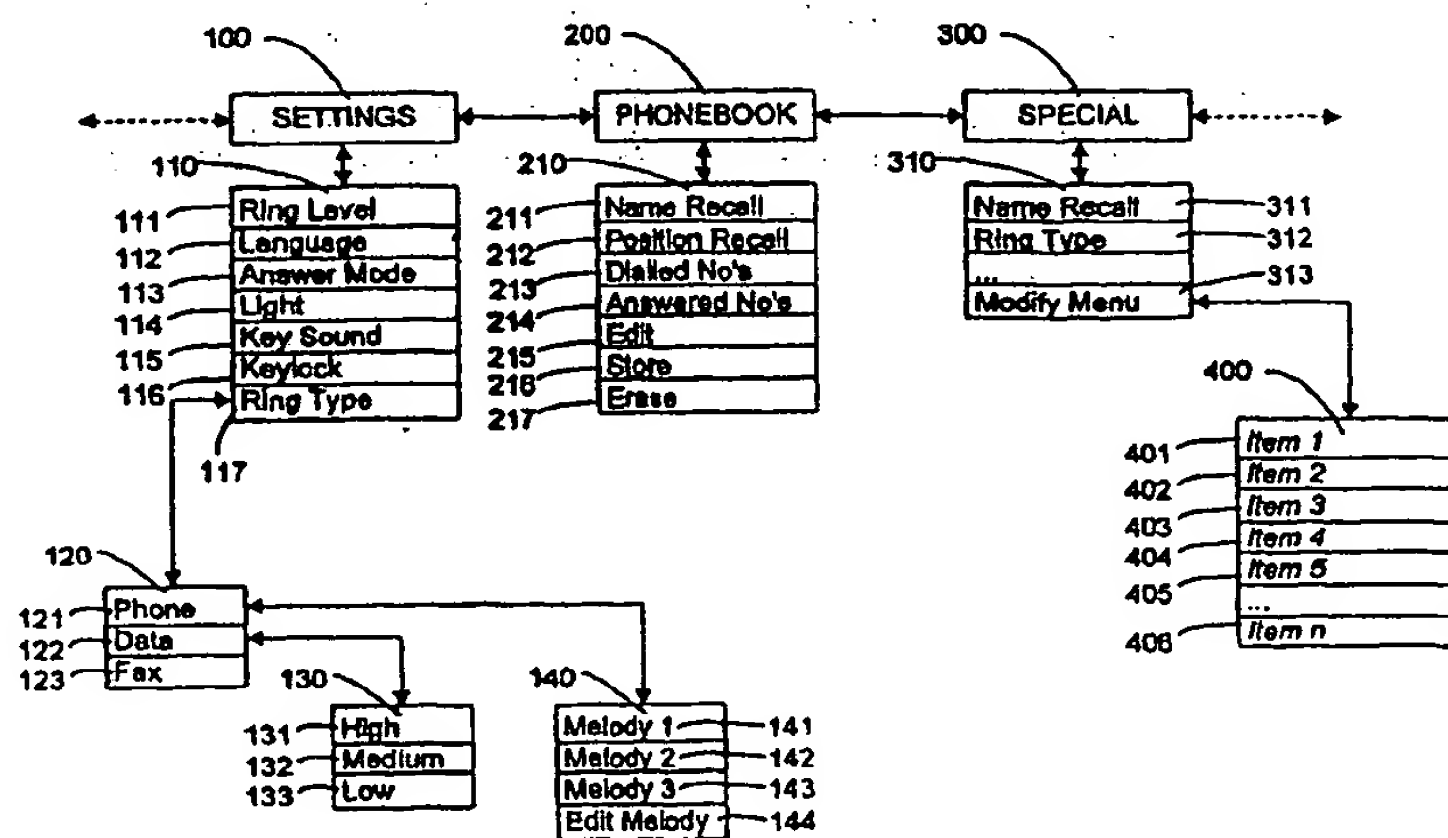 100 200 300
SETTINGS PHONEBOOK SPECIAL
110 210 310
111 Ring Level 211 Name Recall Name Recall 311
112 Language 212 Position Recall Ring Type 312
113 Answer Mode 213 Dialled No's ... 313
114 Light 214 Answered No's Modify Menu
115 Key Sound 215 Edit
116 Keylock 216 Store
Ring Type 217 Erase
117
400
401 Item 1
402 Item 2
403 Item 3
404 Item 4
405 Item 5
...
406 Item n
120
121 Phone
122 Data
123 Fax
130 140
131 High Melody 1 141
132 Medium Melody 2 142
133 Low Melody 3 143
Edit Melody 144